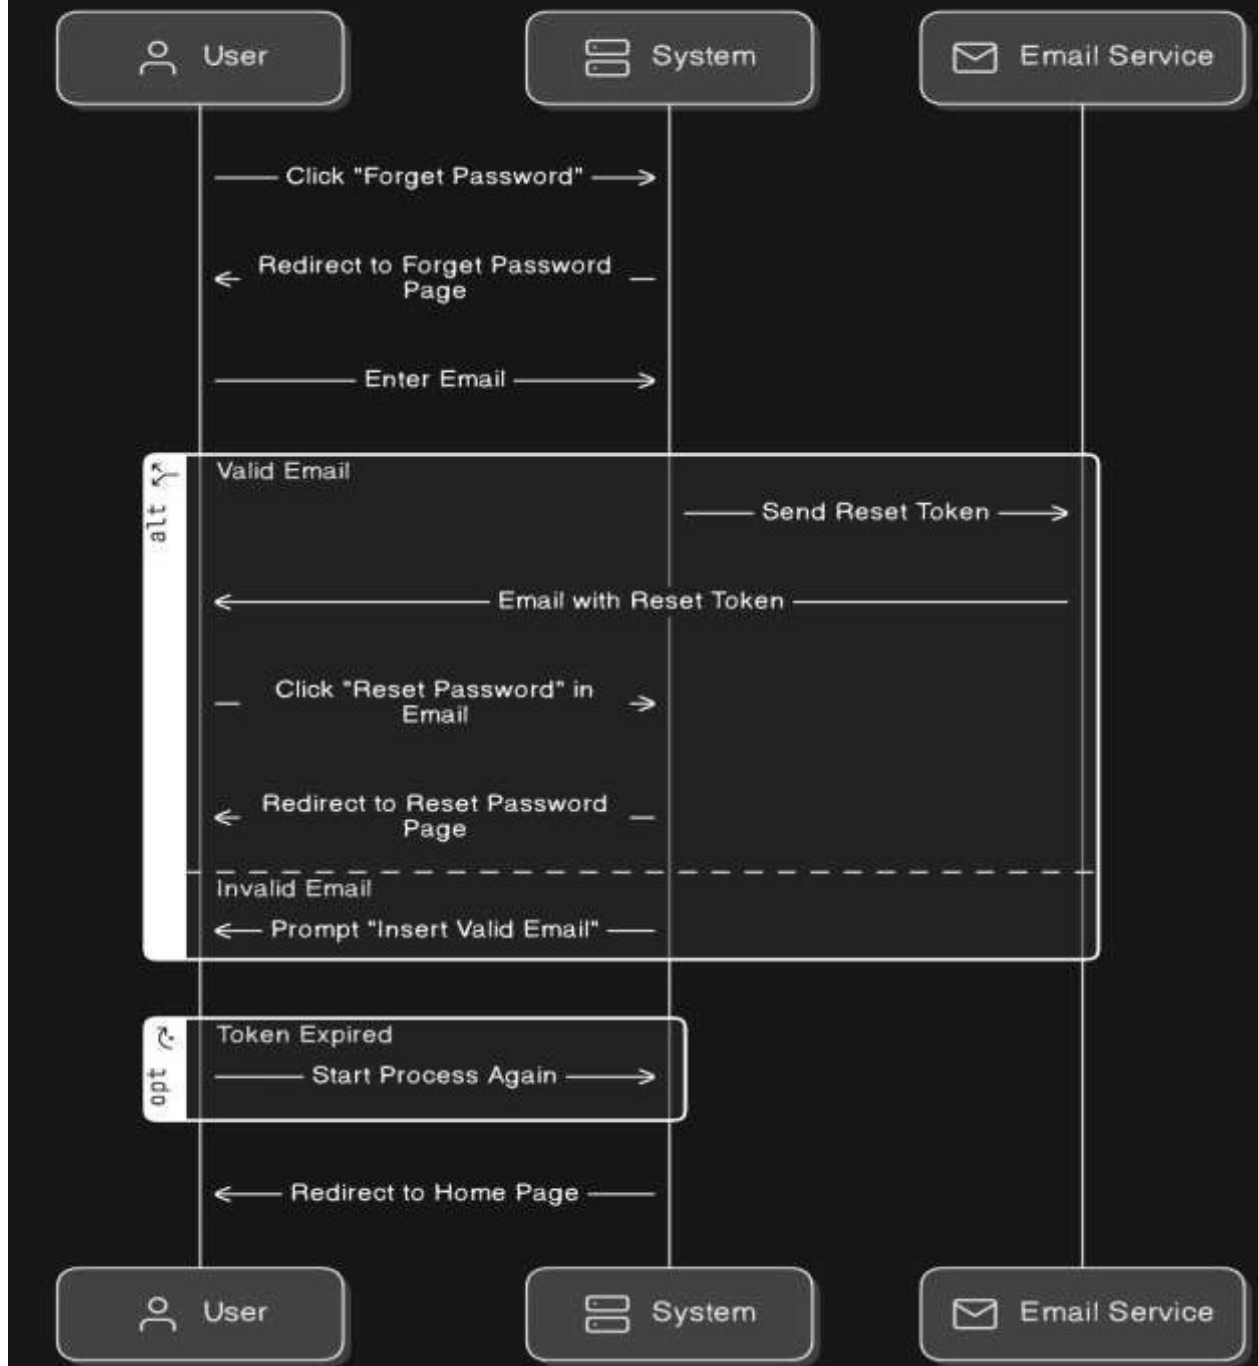 User
System
Email Service
Click "Forget Password"
Redirect to Forget Password
Page
Enter Email
alt
Valid Email
Send Reset Token
Email with Reset Token
Click "Reset Password" in
Email
Redirect to Reset Password
Page
Invalid Email
Prompt "Insert Valid Email"
opt
Token Expired
Start Process Again
Redirect to Home Page
User
System
Email Service